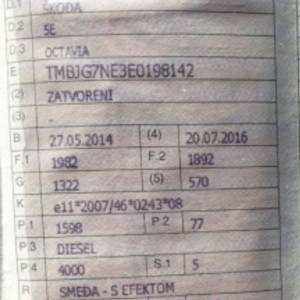 D.1 ŠKODA
D.2 5E
D.3 OCTAVIA
E TMBJG7NE3E0198142
(2) ZATVORENI
(3) -
B 27.05.2014 (4) 20.07.2016
F.1 1982 F.2 1892
G 1322 (5) 570
K e11*2007/46*0243*08
P.1 1598 P.2 77
P.3 DIESEL
P.4 4000 S.1 5
R SMEĐA - S EFEKTOM